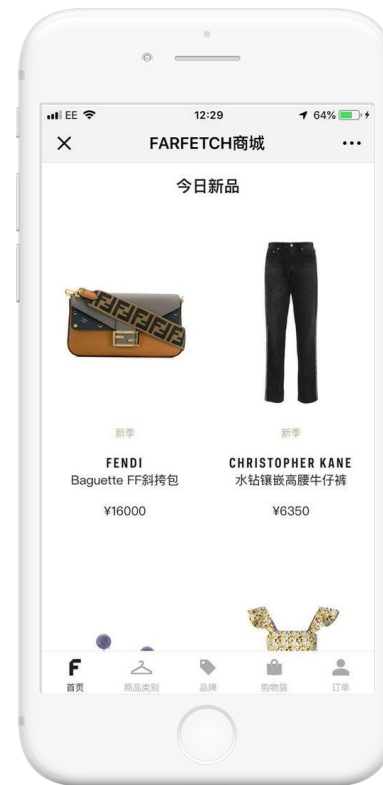 EE 12:29 64%
FARFETCH商城
今日新品
新季 新季
FENDI CHRISTOPHER KANE
Baguette FF斜挎包 水钻镶嵌高腰牛仔裤
¥16000 ¥6350
F
首页 商品类别 品牌 购物袋 订单